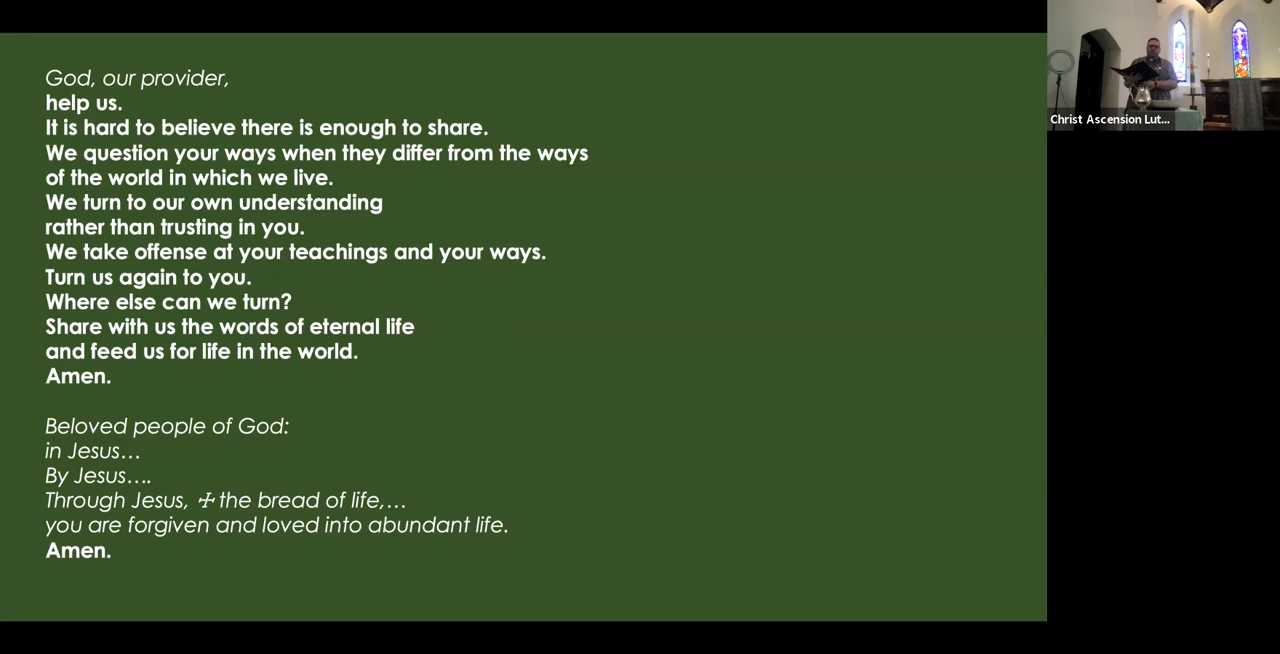 God, our provider,
help us.
It is hard to believe there is enough to share.
We question your ways when they differ from the ways
of the world in which we live.
We turn to our own understanding
rather than trusting in you.
We take offense at your teachings and your ways.
Turn us again to you.
Where else can we turn?
Share with us the words of eternal life
and feed us for life in the world.
Amen.
Beloved people of God:
in Jesus…
By Jesus….
Through Jesus, ☩ the bread of life,…
you are forgiven and loved into abundant life.
Amen.
Christ Ascension Lut...